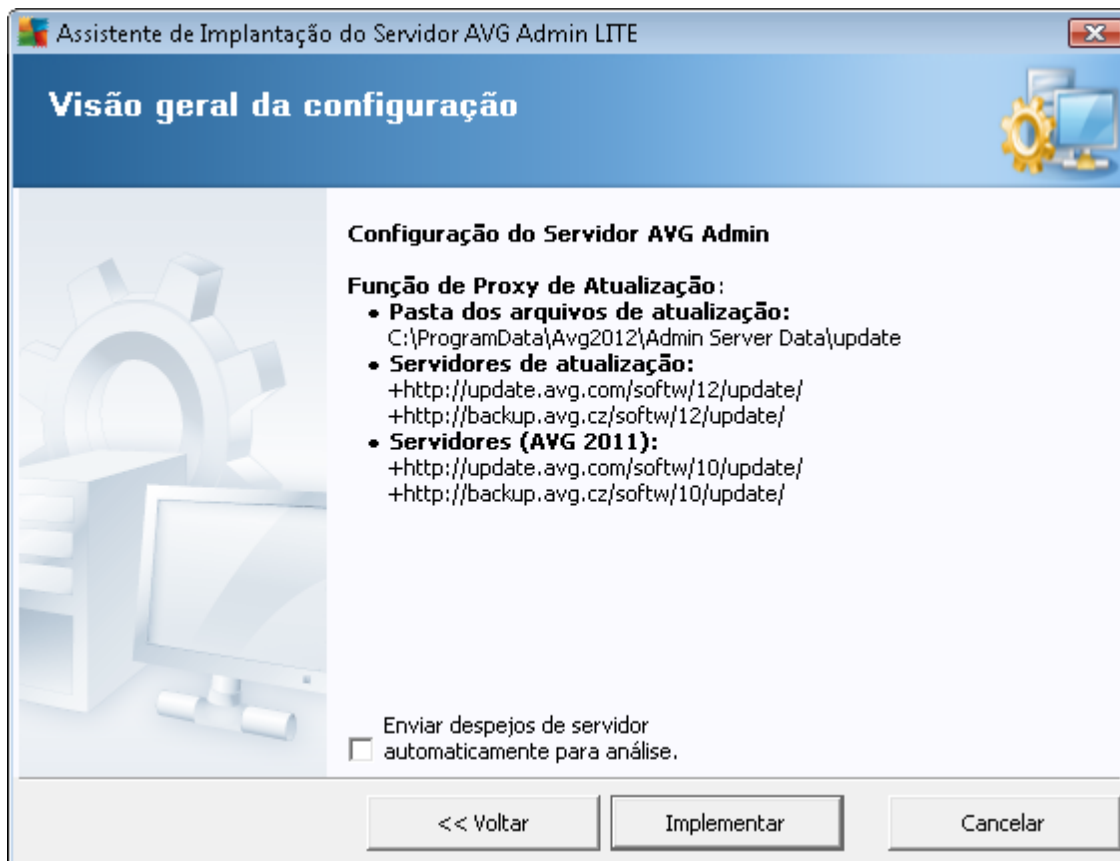 Assistente de Implantação do Servidor AVG Admin LITE
Visão geral da configuração
Configuração do Servidor AVG Admin
Função de Proxy de Atualização:
• Pasta dos arquivos de atualização:
C:\ProgramData\Avg2012\Admin Server Data\update
• Servidores de atualização:
+http://update.avg.com/softw/12/update/
+http://backup.avg.cz/softw/12/update/
• Servidores (AVG 2011):
+http://update.avg.com/softw/10/update/
+http://backup.avg.cz/softw/10/update/
Enviar despejos de servidor
automaticamente para análise.
<< Voltar
Implementar
Cancelar